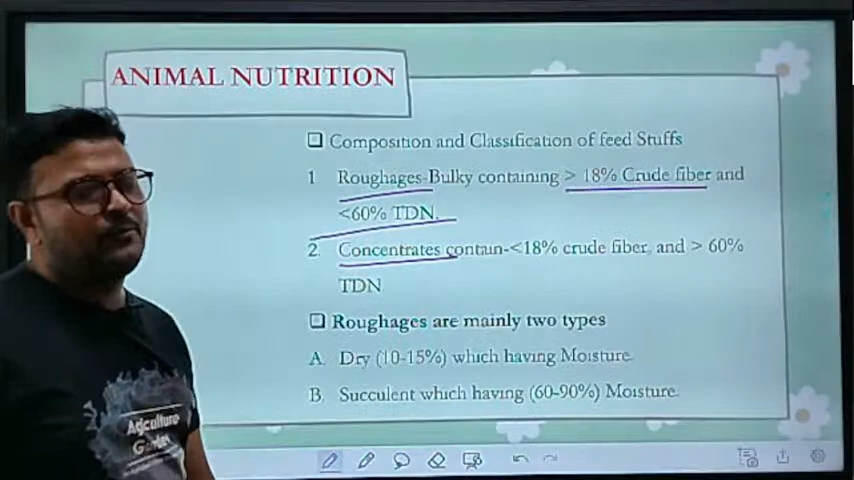 ANIMAL NUTRITION
❑ Composition and Classification of feed Stuffs
1 Roughages-Bulky containing > 18% Crude fiber and
<60% TDN.
2. Concentrates contain-<18% crude fiber and > 60%
TDN
❑ Roughages are mainly two types
A. Dry (10-15%) which having Moisture
B. Succulent which having (60-90%) Moisture.